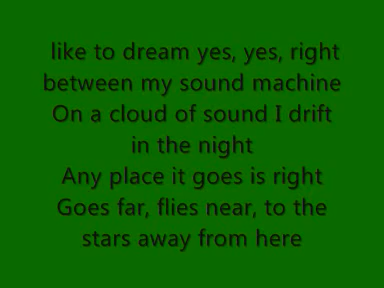 like to dream yes, yes, right
between my sound machine
On a cloud of sound I drift
in the night
Any place it goes is right
Goes far, flies near, to the
stars away from here